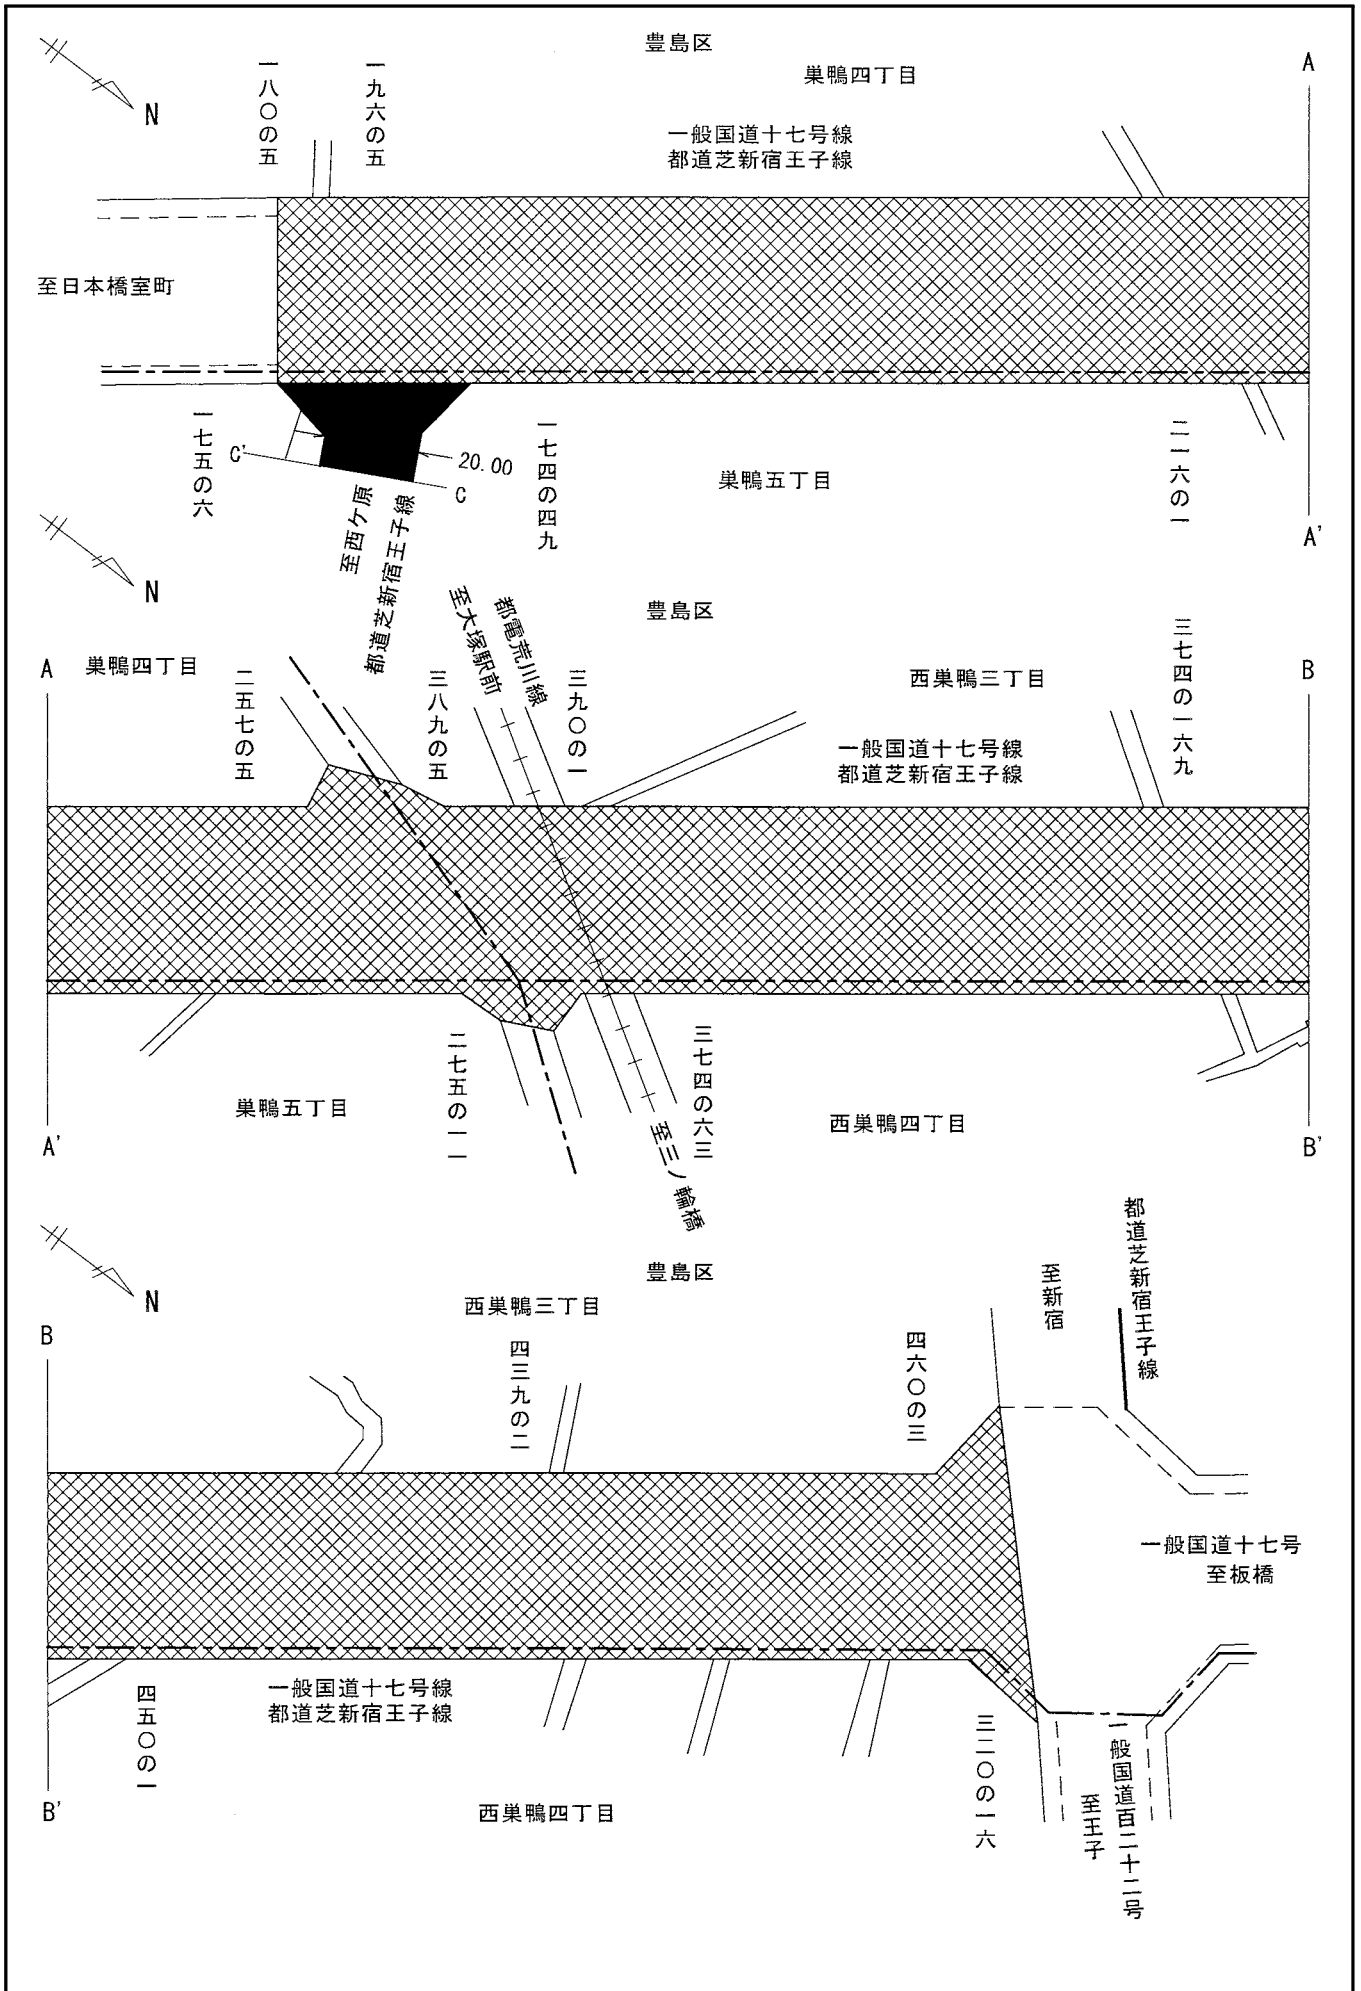 豊島区
巣鴨四丁目
A
N
一八〇の五
一九六の五
一般国道十七号線
都道芝新宿王子線
至日本橋室町
一七五の六
C'
20.00
C
一七四の四九
巣鴨五丁目
二一六の一
A'
至西ケ原
都道芝新宿王子線
N
豊島区
A
巣鴨四丁目
二五七の五
三八九の五
至大塚駅前
都電荒川線
三九〇の一
西巣鴨三丁目
三七四の一六九
B
一般国道十七号線
都道芝新宿王子線
巣鴨五丁目
二七五の一一
三七四の六三
西巣鴨四丁目
A'
B'
至三ノ輪橋
N
豊島区
西巣鴨三丁目
B
四三九の二
四六〇の三
至新宿
都道芝新宿王子線
一般国道十七号
至板橋
四五〇の一
一般国道十七号線
都道芝新宿王子線
三二〇の一六
至王子
一般国道百二十二号
B'
西巣鴨四丁目